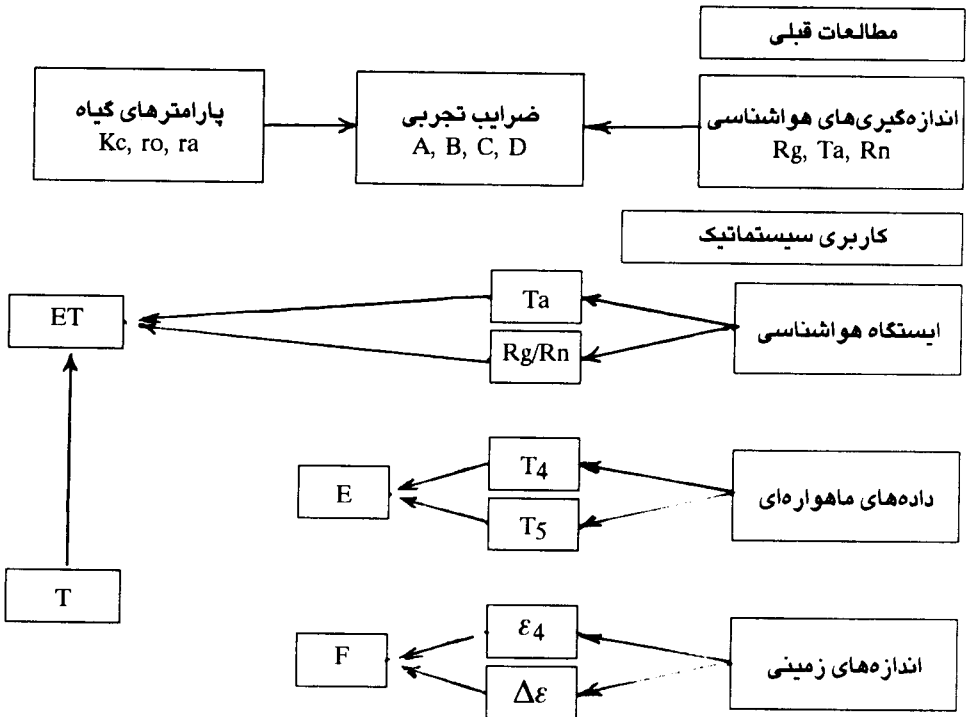 مطالعات قبلی
اندازه‌گیری‌های هواشناسی
Rg, Ta, Rn
ضرایب تجربی
A, B, C, D
پارامترهای گیاه
Kc, ro, ra
کاربری سیستماتیک
ایستگاه هواشناسی
Ta
Rg/Rn
ET
داده‌های ماهواره‌ای
T4
T5
E
T
اندازه‌های زمینی
ε4
Δε
F